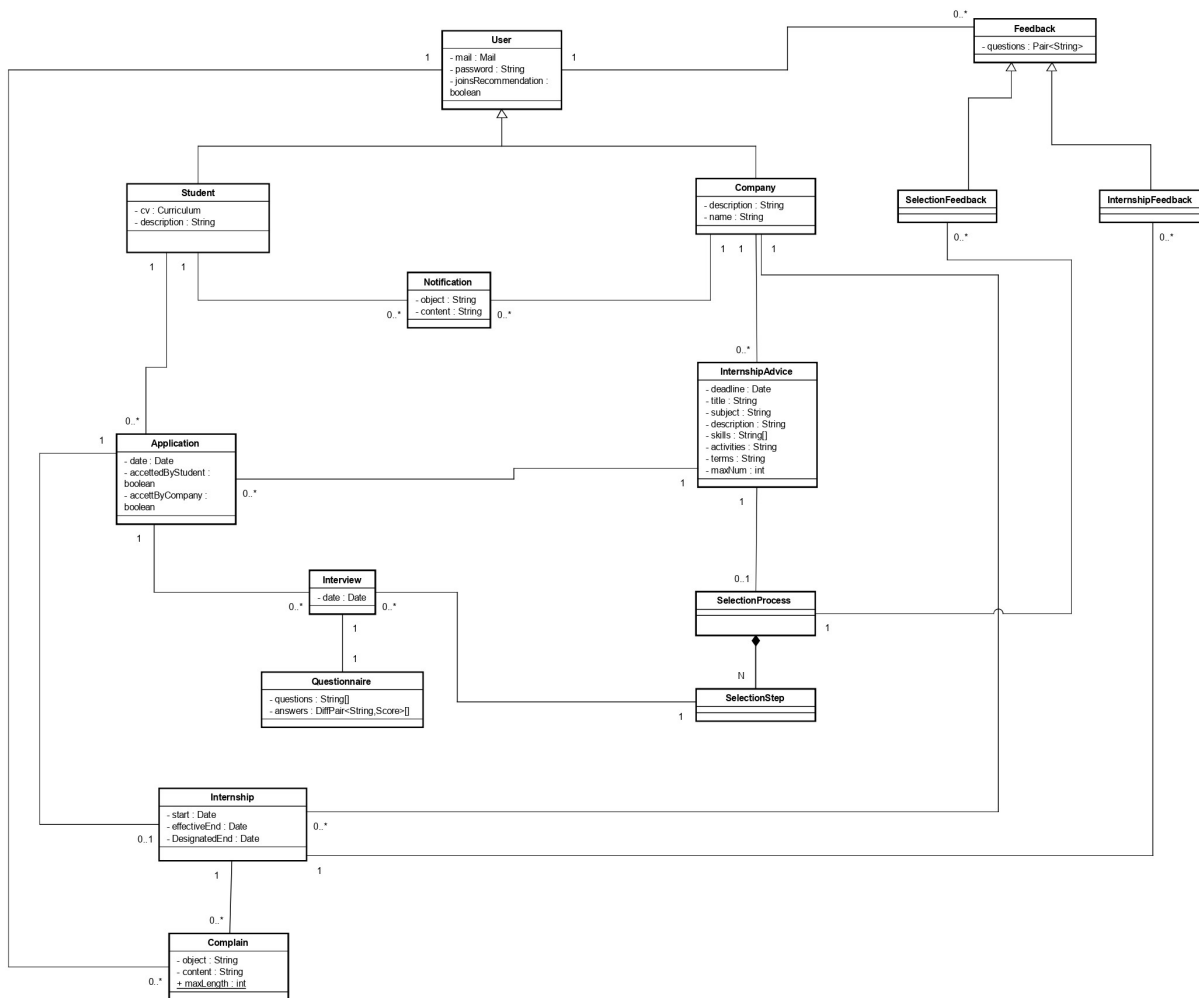 User
- mail : Mail
- password : String
- joinsRecommendation :
boolean
1
1
0..*
Feedback
- questions : Pair<String>
Student
- cv : Curriculum
- description : String
1
1
Company
- description : String
- name : String
1
1
1
SelectionFeedback
0..*
InternshipFeedback
0..*
Notification
- object : String
- content : String
0..*
0..*
0..*
InternshipAdvice
- deadline : Date
- title : String
- subject : String
- description : String
- skills : String[]
- activities : String
- terms : String
- maxNum : int
1
1
0..*
1
Application
- date : Date
- accettedByStudent :
boolean
- accettByCompany :
boolean
0..*
1
Interview
- date : Date
0..*
0..*
1
1
0..1
SelectionProcess
1
N
SelectionStep
1
Questionnaire
- questions : String[]
- answers : DiffPair<String,Score>[]
Internship
- start : Date
- effectiveEnd : Date
- DesignatedEnd : Date
0..1
0..*
1
1
0..*
Complain
- object : String
- content : String
+ maxLength : int
0..*